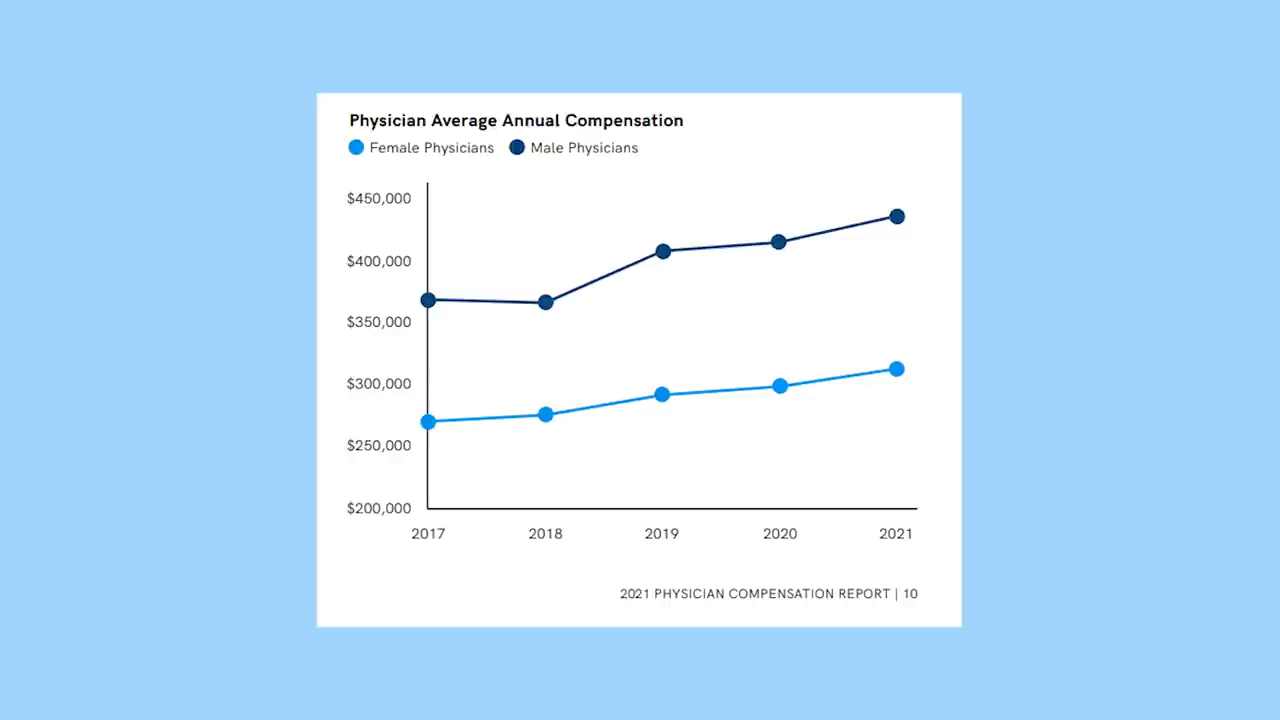 Physician Average Annual Compensation
Female Physicians Male Physicians
$450,000
$400,000
$350,000
$300,000
$250,000
$200,000
2017 2018 2019 2020 2021
2021 PHYSICIAN COMPENSATION REPORT | 10